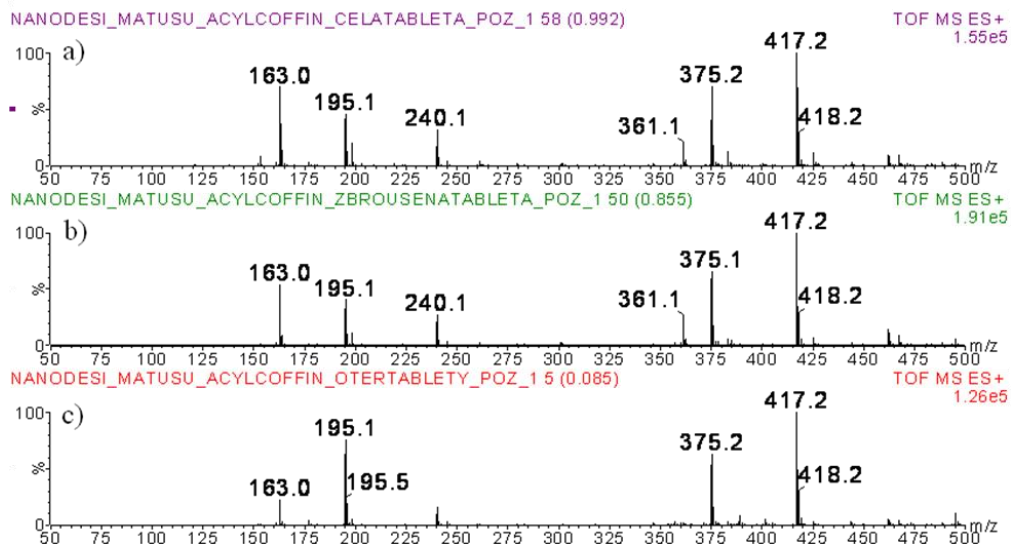 NANODESI_MATUSU_ACYLCOFFIN_CELATABLETA_POZ_1 58 (0.992) TOF MS ES+
1.55e5
a)
100
%
0
163.0
195.1
240.1
361.1
375.2
417.2
418.2
50 75 100 125 150 175 200 225 250 275 300 325 350 375 400 425 450 475 500 m/z
NANODESI_MATUSU_ACYLCOFFIN_ZBROUSENATABLETA_POZ_1 50 (0.855) TOF MS ES+
1.91e5
b)
100
%
0
163.0
195.1
240.1
361.1
375.1
417.2
418.2
50 75 100 125 150 175 200 225 250 275 300 325 350 375 400 425 450 475 500 m/z
NANODESI_MATUSU_ACYLCOFFIN_OTERTABLETY_POZ_1 5 (0.085) TOF MS ES+
1.26e5
c)
100
%
0
163.0
195.1
195.5
375.2
417.2
418.2
50 75 100 125 150 175 200 225 250 275 300 325 350 375 400 425 450 475 500 m/z